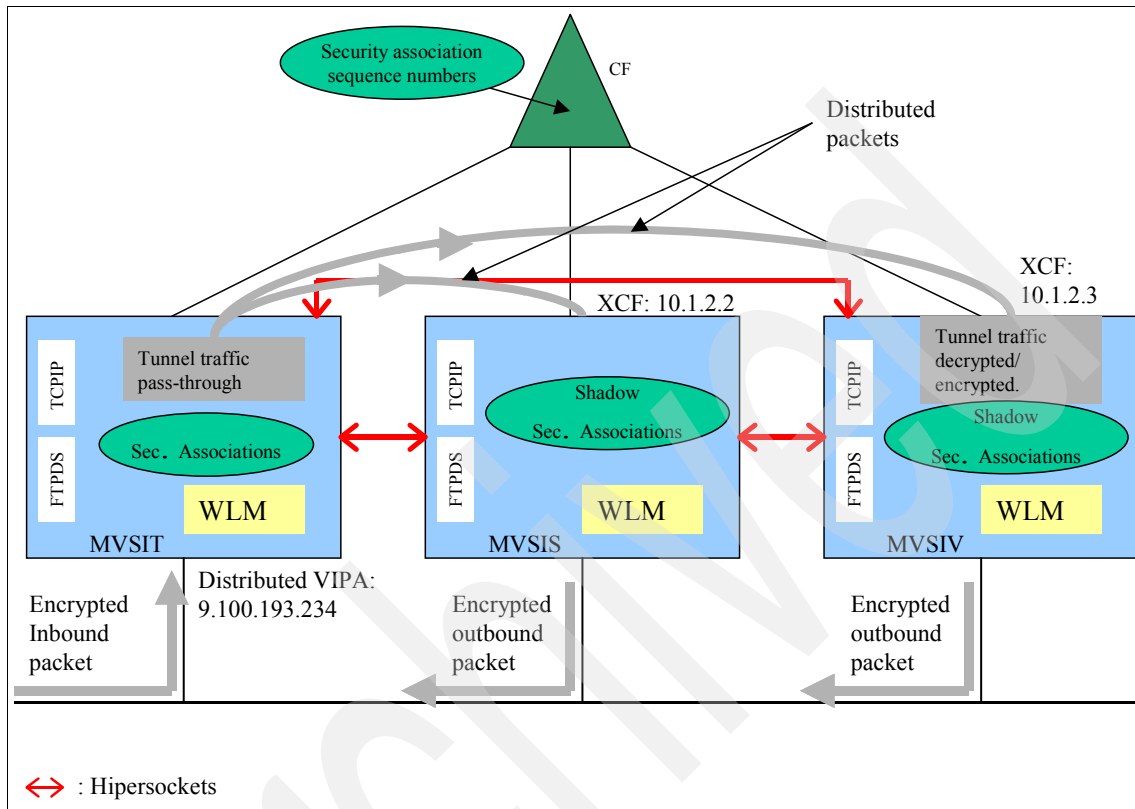 Security association
sequence numbers
CF
Distributed
packets
XCF:
10.1.2.3
XCF: 10.1.2.2
Tunnel traffic
pass-through
TCPIP
Sec. Associations
FTPDS
WLM
MVSIT
TCPIP
Shadow
Sec. Associations
FTPDS
WLM
MVSIS
Tunnel traffic
decrypted/
encrypted.
TCPIP
Shadow
Sec. Associations
FTPDS
WLM
MVSIV
Distributed VIPA:
9.100.193.234
Encrypted
Inbound
packet
Encrypted
outbound
packet
Encrypted
outbound
packet
: Hipersockets